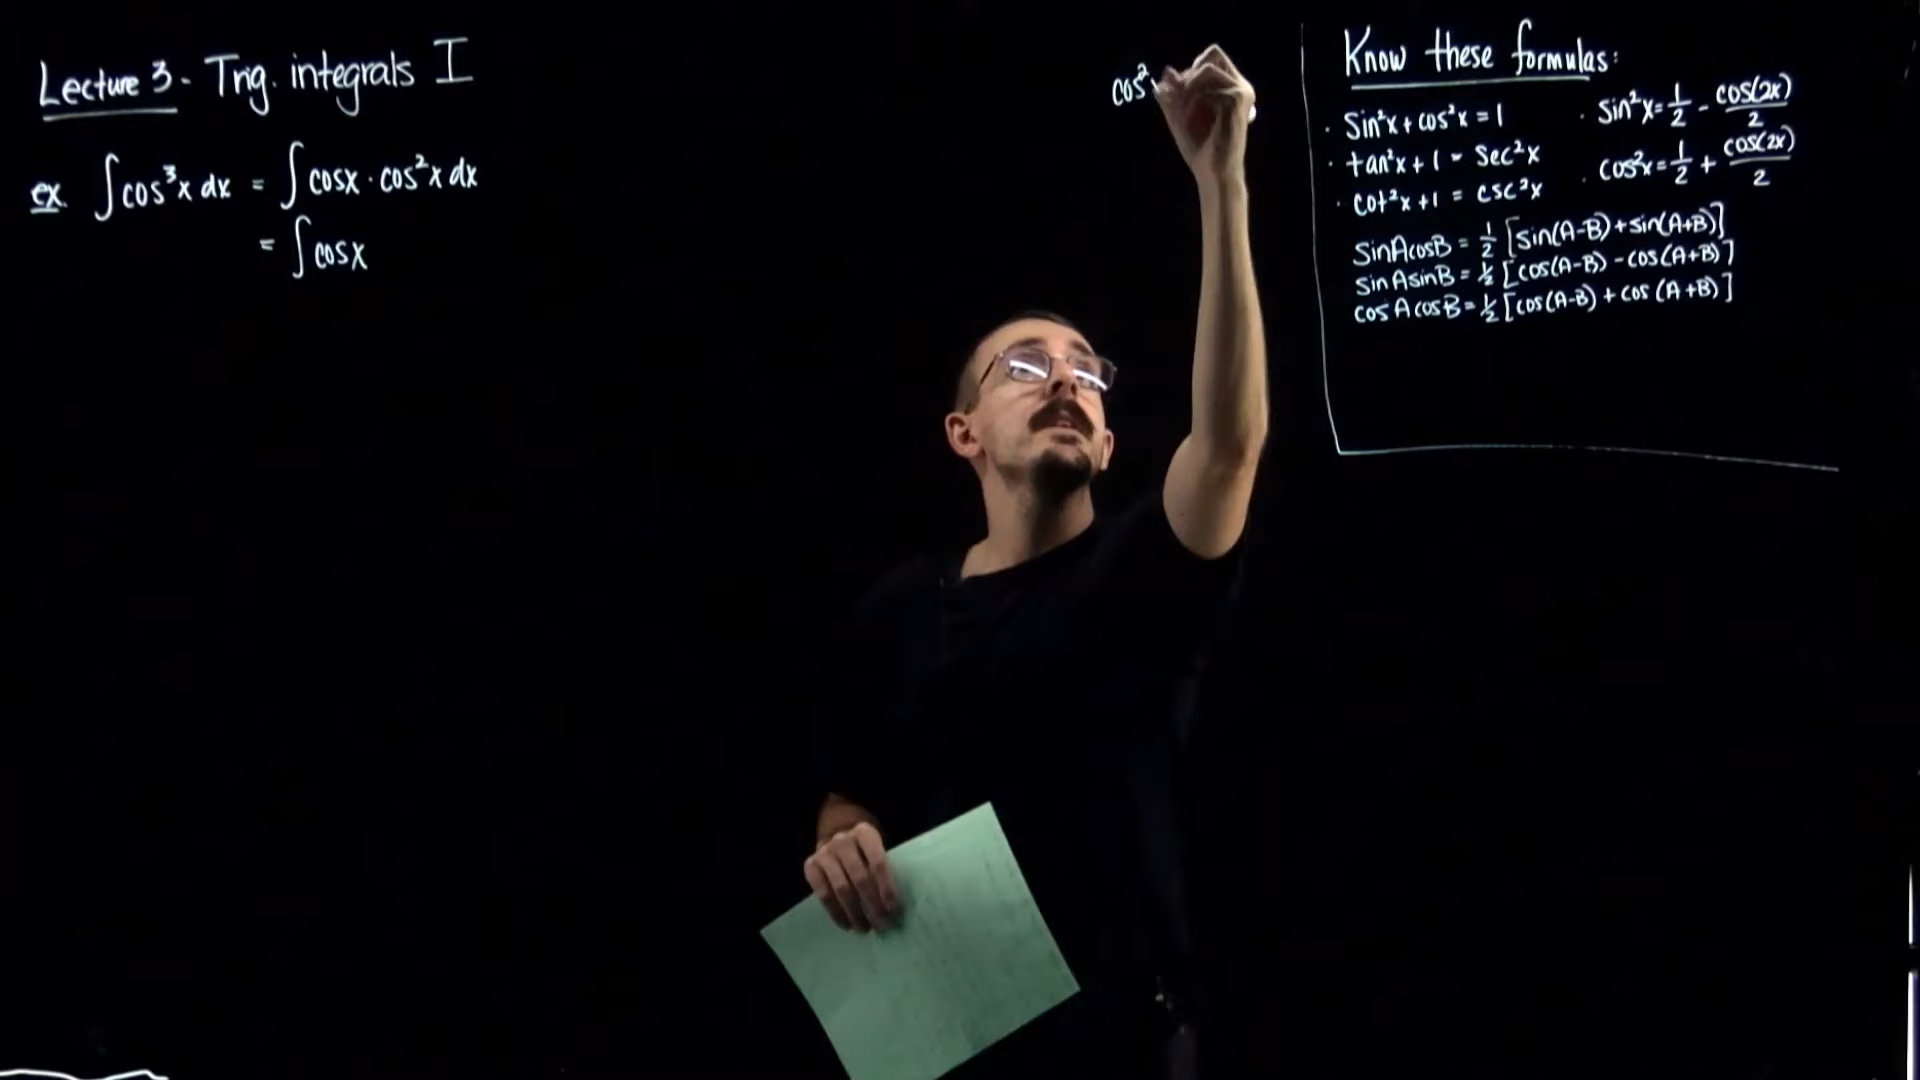 Lecture 3 - Trig. integrals I
ex. ∫cos³x dx = ∫cosx · cos²x dx
= ∫cosx
cos²
Know these formulas:
· sin²x + cos²x = 1
· tan²x + 1 = sec²x
· cot²x + 1 = csc²x
· sin²x = 1/2 - cos(2x)/2
· cos²x = 1/2 + cos(2x)/2
sinAcosB = 1/2 [sin(A-B) + sin(A+B)]
sinAsinB = 1/2 [cos(A-B) - cos(A+B)]
cosAcosB = 1/2 [cos(A-B) + cos(A+B)]